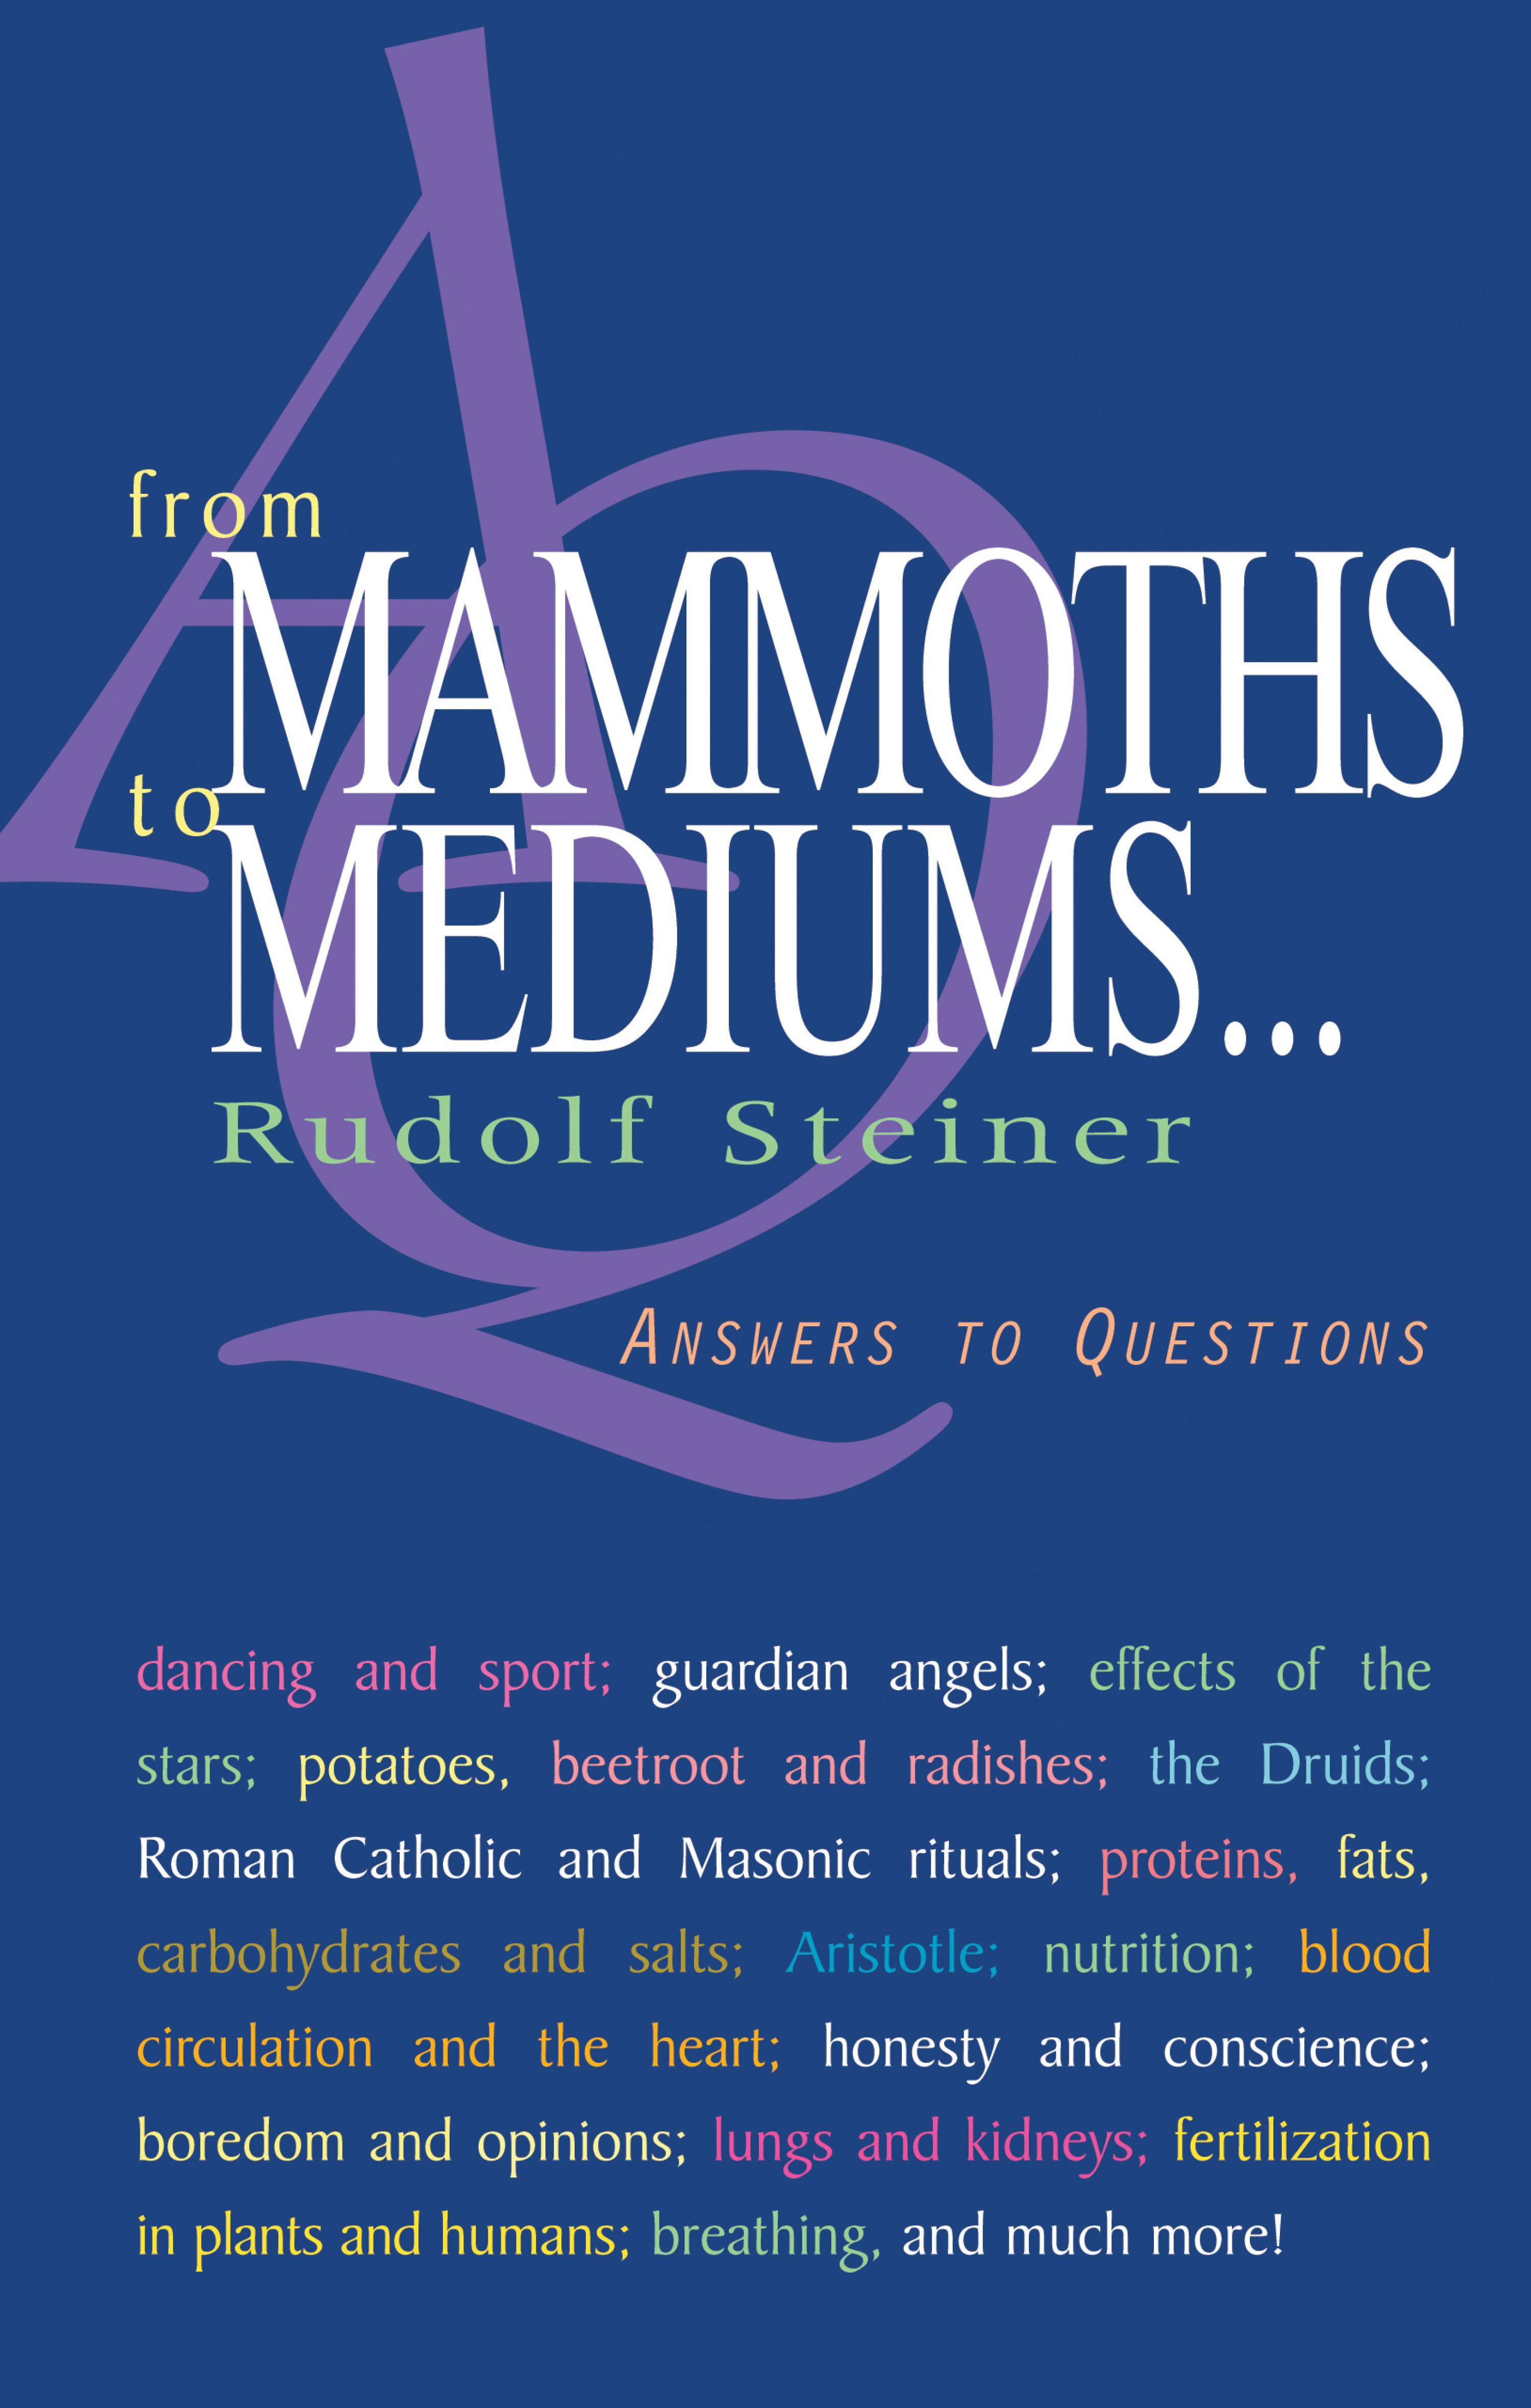 from
MAMMOTHS
to
MEDIUMS...
Rudolf Steiner
ANSWERS TO QUESTIONS
dancing and sport; guardian angels; effects of the
stars; potatoes, beetroot and radishes; the Druids;
Roman Catholic and Masonic rituals; proteins, fats,
carbohydrates and salts; Aristotle; nutrition; blood
circulation and the heart; honesty and conscience;
boredom and opinions; lungs and kidneys; fertilization
in plants and humans; breathing, and much more!
AQ